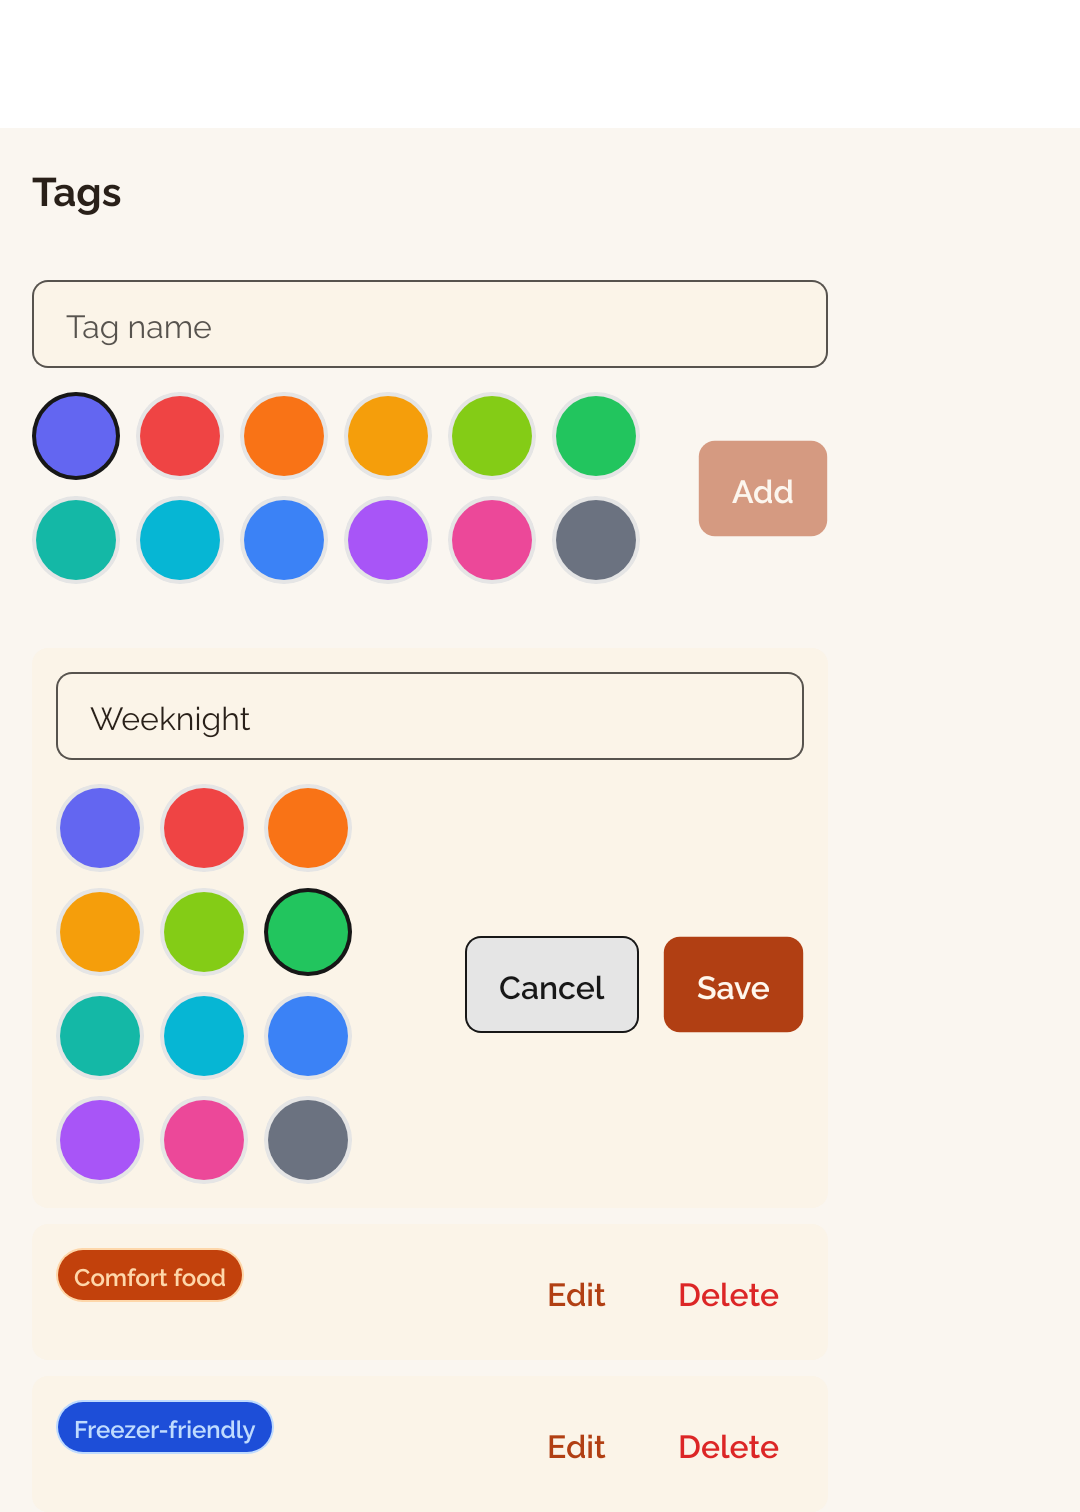 Tags
Tag name
Add
Weeknight
Cancel Save
Comfort food
Edit Delete
Freezer-friendly
Edit Delete